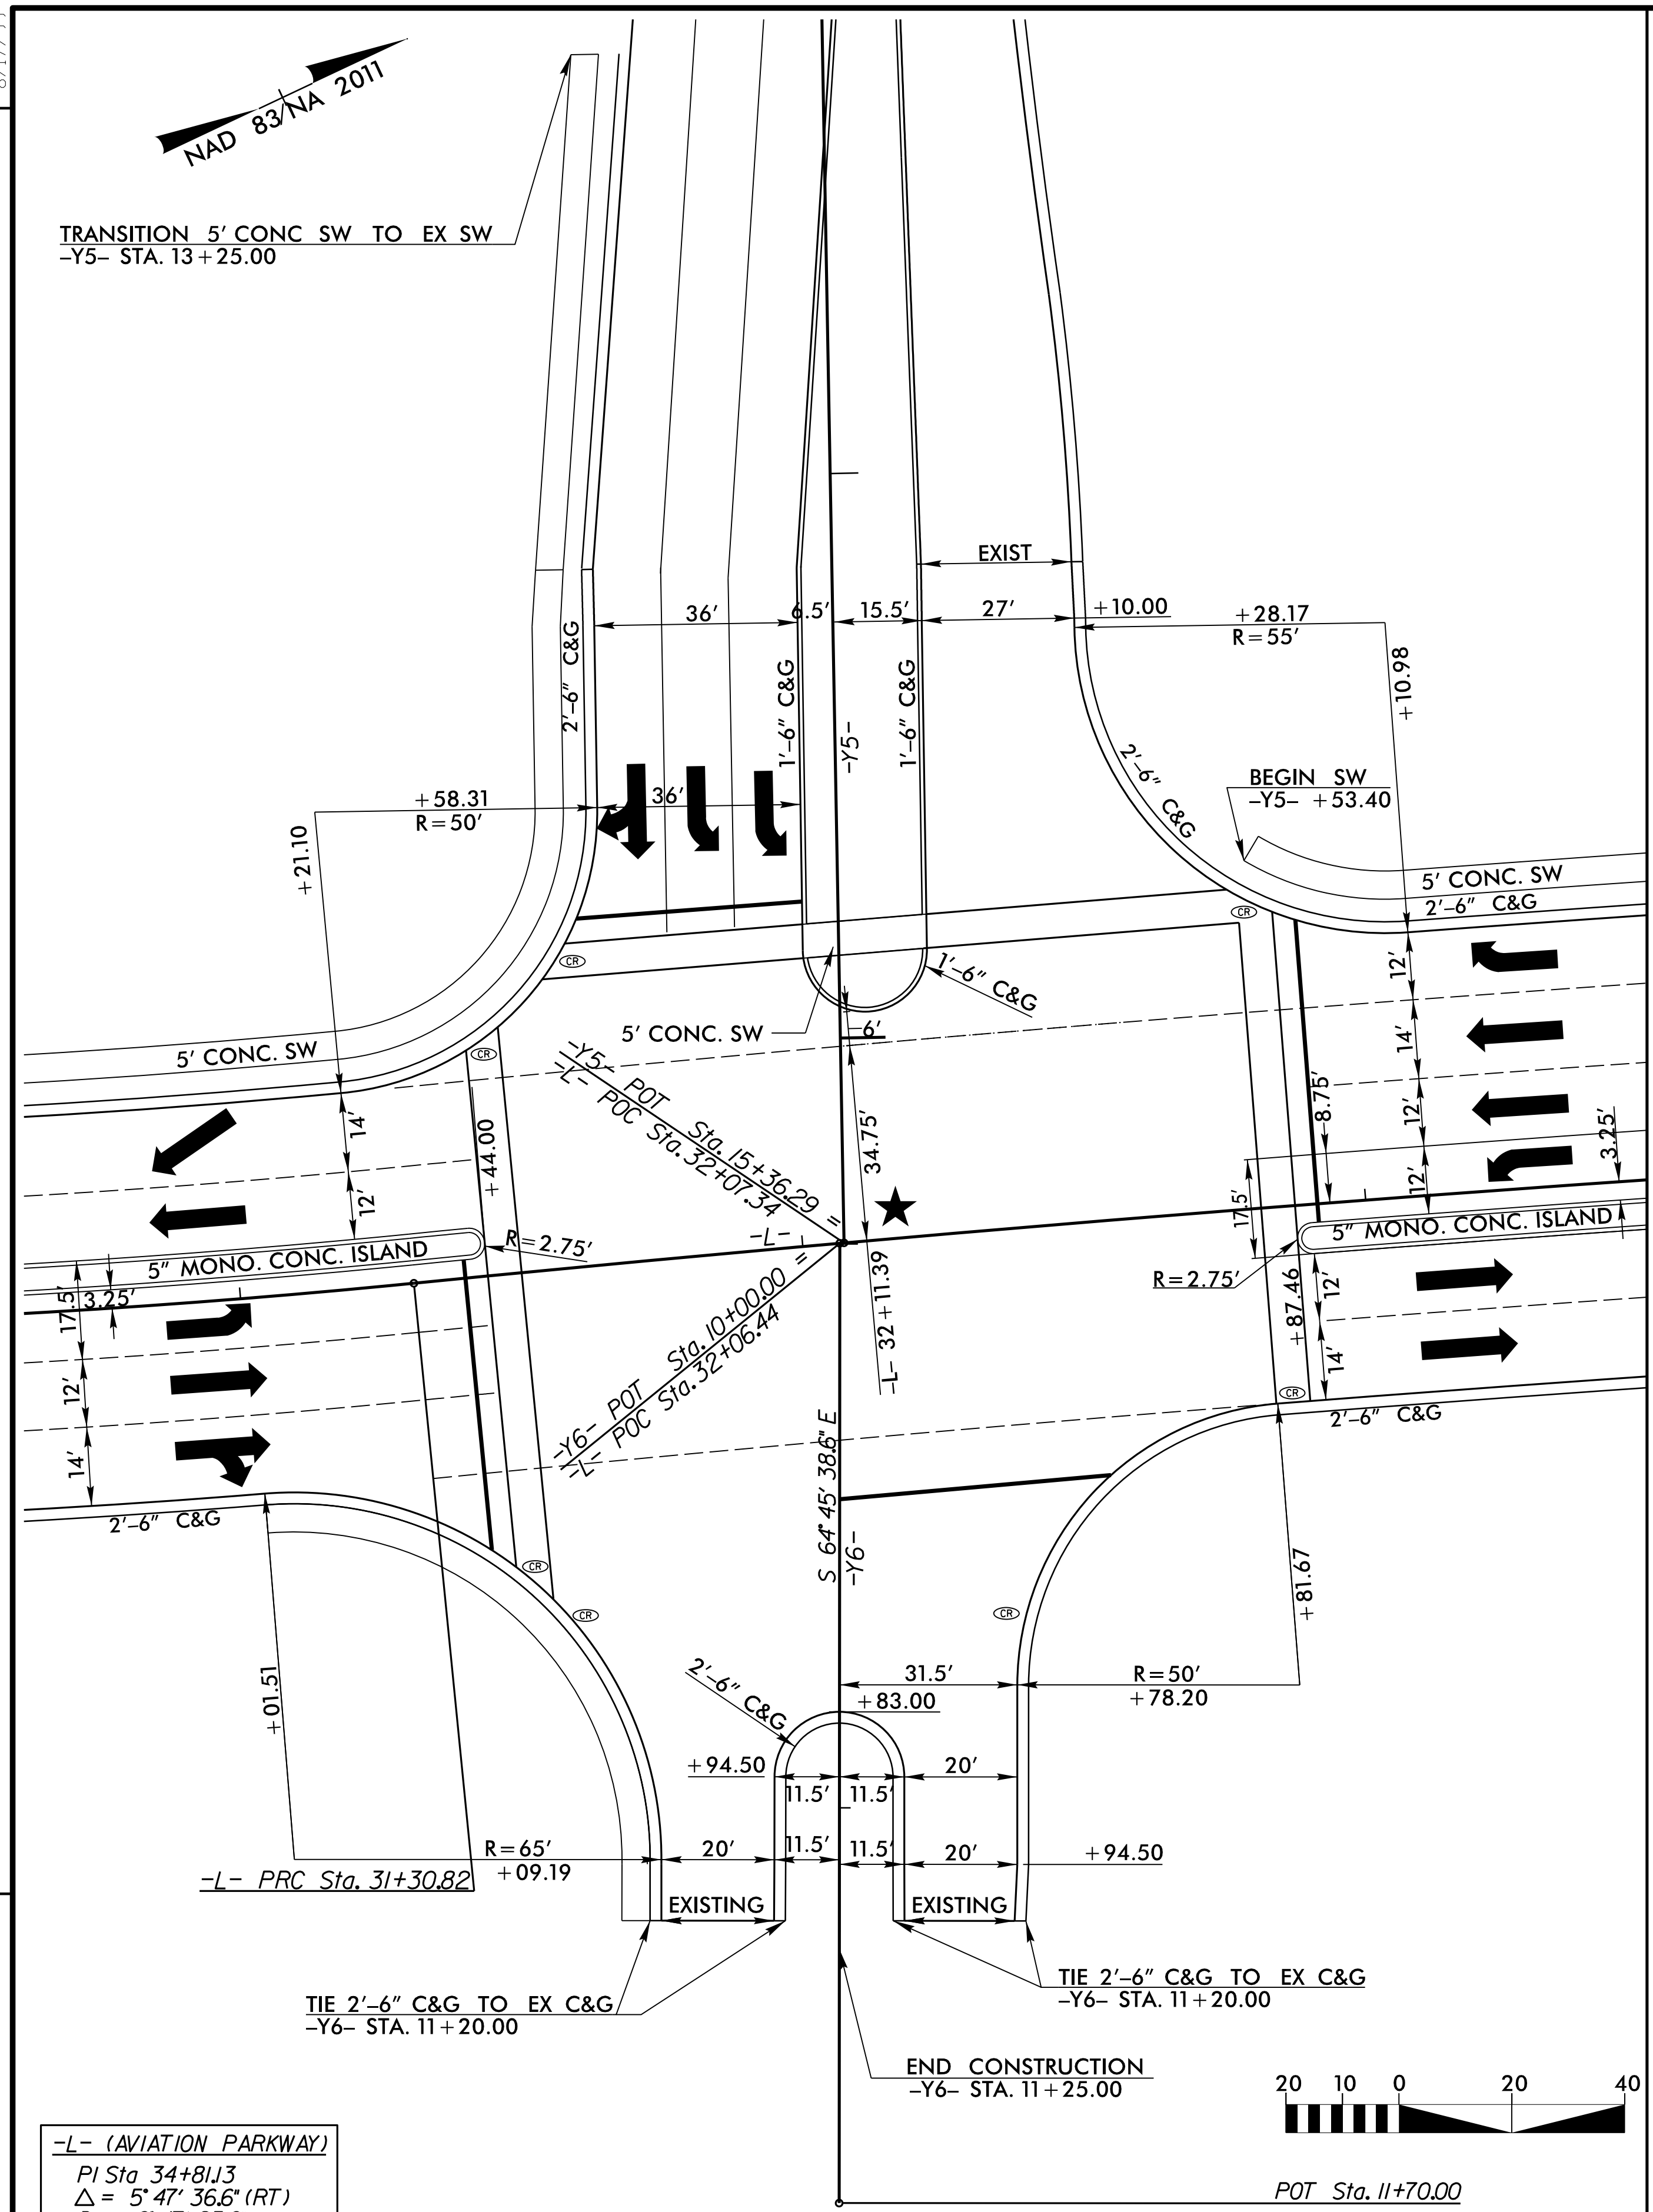 NAD 83/NA 2011
TRANSITION 5' CONC SW TO EX SW
-Y5- STA. 13+25.00
EXIST
36'
6.5'
15.5'
27'
+10.00
+28.17
R=55'
+10.98
2'-6" C&G
1'-6" C&G
1'-6" C&G
-Y5-
2'-6" C&G
BEGIN SW
-Y5- +53.40
+58.31
R=50'
36'
+21.10
5' CONC. SW
2'-6" C&G
CR
CR
1'-6" C&G
5' CONC. SW
6'
12'
14'
5' CONC. SW
CR
-Y5- POT Sta. 15+36.29 =
-L- POC Sta. 32+07.34
34.75'
8.75'
12'
3.25'
14'
+44.00
12'
12'
17.5'
-L-
R=2.75'
5" MONO. CONC. ISLAND
5" MONO. CONC. ISLAND
R=2.75'
17.5'
3.25'
-L- 32+11.39
+87.46
12'
14'
-Y6- POT Sta. 10+00.00 =
-L- POC Sta. 32+06.44
12'
14'
CR
2'-6" C&G
2'-6" C&G
S 64° 45' 38.6" E
-Y6-
CR
CR
CR
+81.67
+01.51
2'-6" C&G
31.5'
R=50'
+83.00
+78.20
+94.50
20'
11.5'
11.5'
R=65'
+09.19
20'
11.5'
11.5'
20'
+94.50
-L- PRC Sta. 31+30.82
EXISTING
EXISTING
TIE 2'-6" C&G TO EX C&G
-Y6- STA. 11+20.00
TIE 2'-6" C&G TO EX C&G
-Y6- STA. 11+20.00
END CONSTRUCTION
-Y6- STA. 11+25.00
20 10 0 20 40
-L- (AVIATION PARKWAY)
PI Sta 34+81.13
△ = 5° 47' 36.6" (RT)
POT Sta. 11+70.00